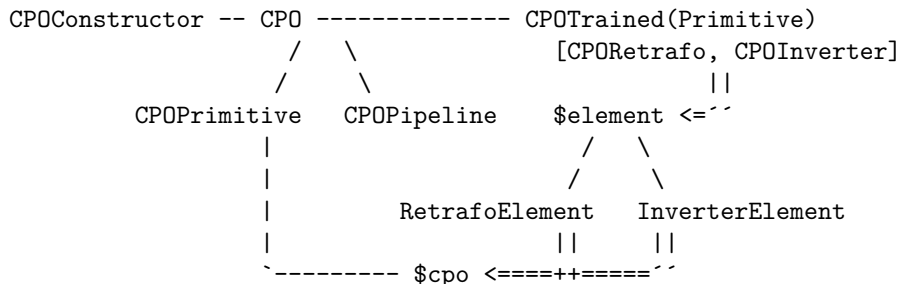 CPOConstructor -- CPO -------------- CPOTrained(Primitive)
/ \ [CPORetrafo, CPOInverter]
/ \ ||
CPOPrimitive CPOPipeline $element <=´´
| / \
| / \
| RetrafoElement InverterElement
| || ||
`--------- $cpo <====++=====´´